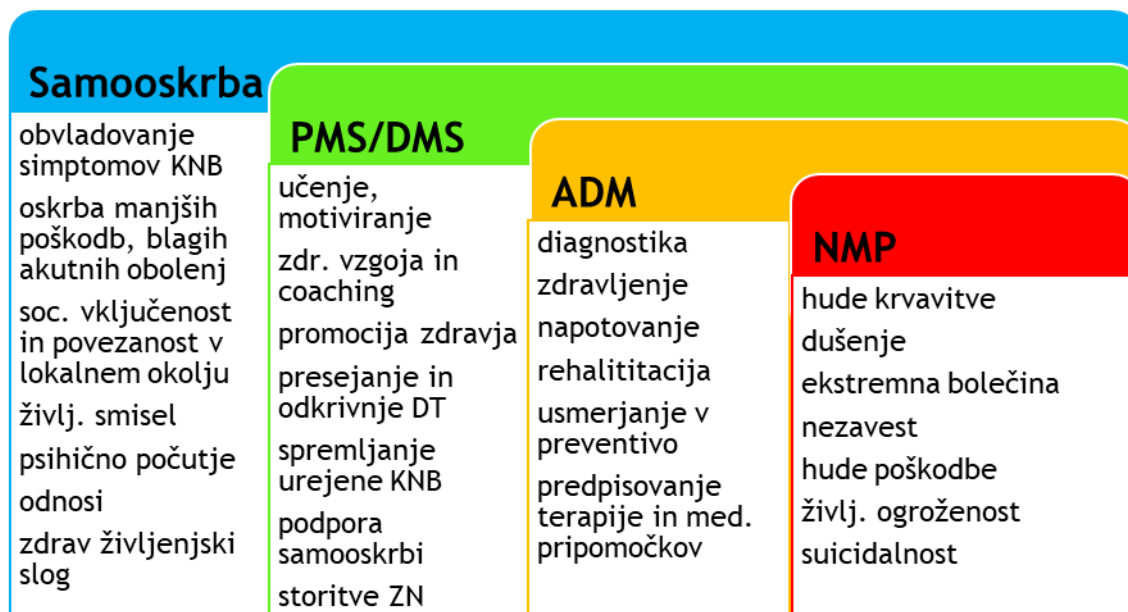 Samooskrba
obvladovanje
simptomov KNB
oskrba manjših
poškodb, blagih
akutnih obolenj
soc. vključenost
in povezanost v
lokalnem okolju
življ. smisel
psihično počutje
odnosi
zdrav življenjski
slog
PMS/DMS
učenje,
motiviranje
zdr. vzgoja in
coaching
promocija zdravja
presejanje in
odkrivnje DT
spremljanje
urejene KNB
podpora
samooskrbi
storitve ZN
ADM
diagnostika
zdravljenje
napotovanje
rehalititacija
usmerjanje v
preventivo
predpisovanje
terapije in med.
pripomočkov
NMP
hude krvavitve
dušenje
ekstremna bolečina
nezavest
hude poškodbe
življ. ogroženost
suicidalnost